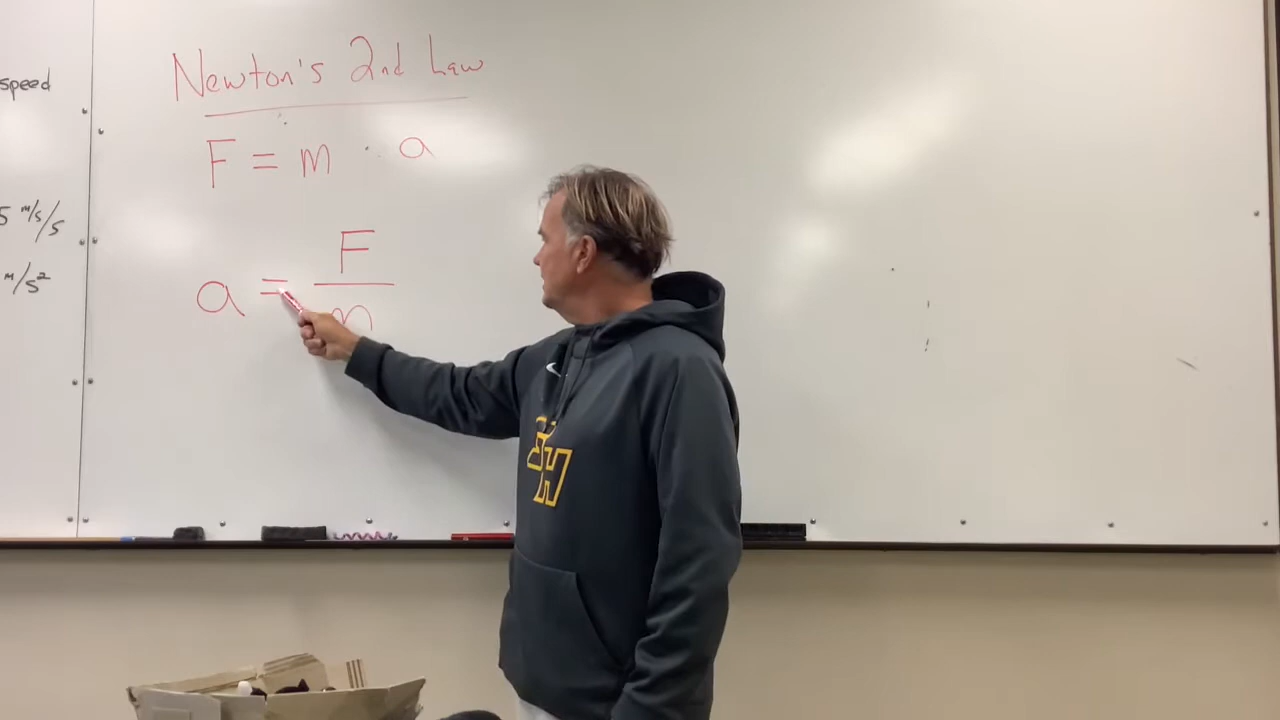 speed
5 m/s/s
m/s²
Newton's 2nd Law
F = m · a
a = F/m
H